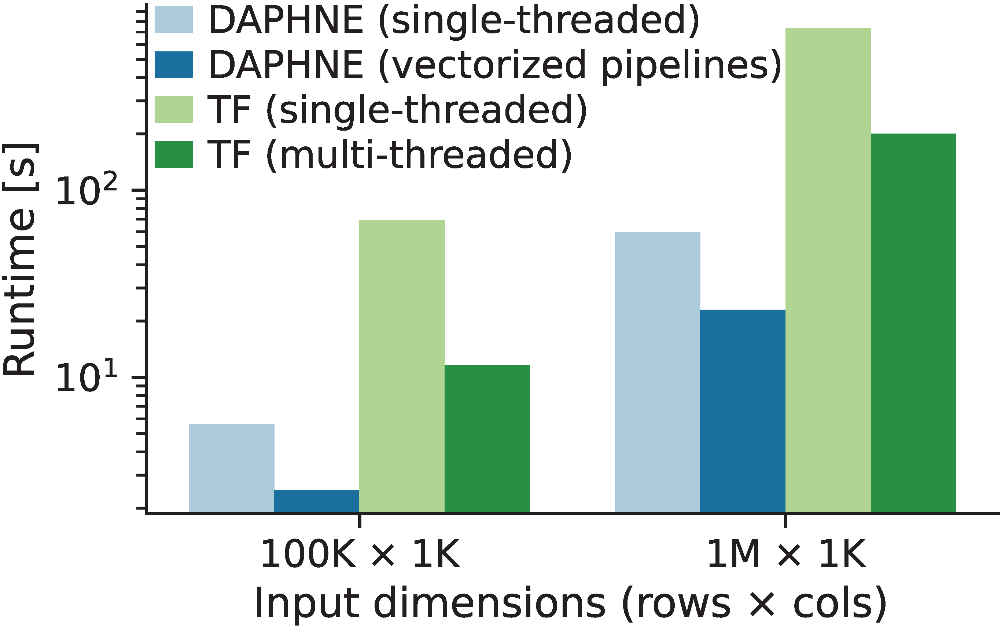 DAPHNE (single-threaded)
DAPHNE (vectorized pipelines)
TF (single-threaded)
TF (multi-threaded)
Runtime [s]
10²
10¹
100K × 1K
1M × 1K
Input dimensions (rows × cols)